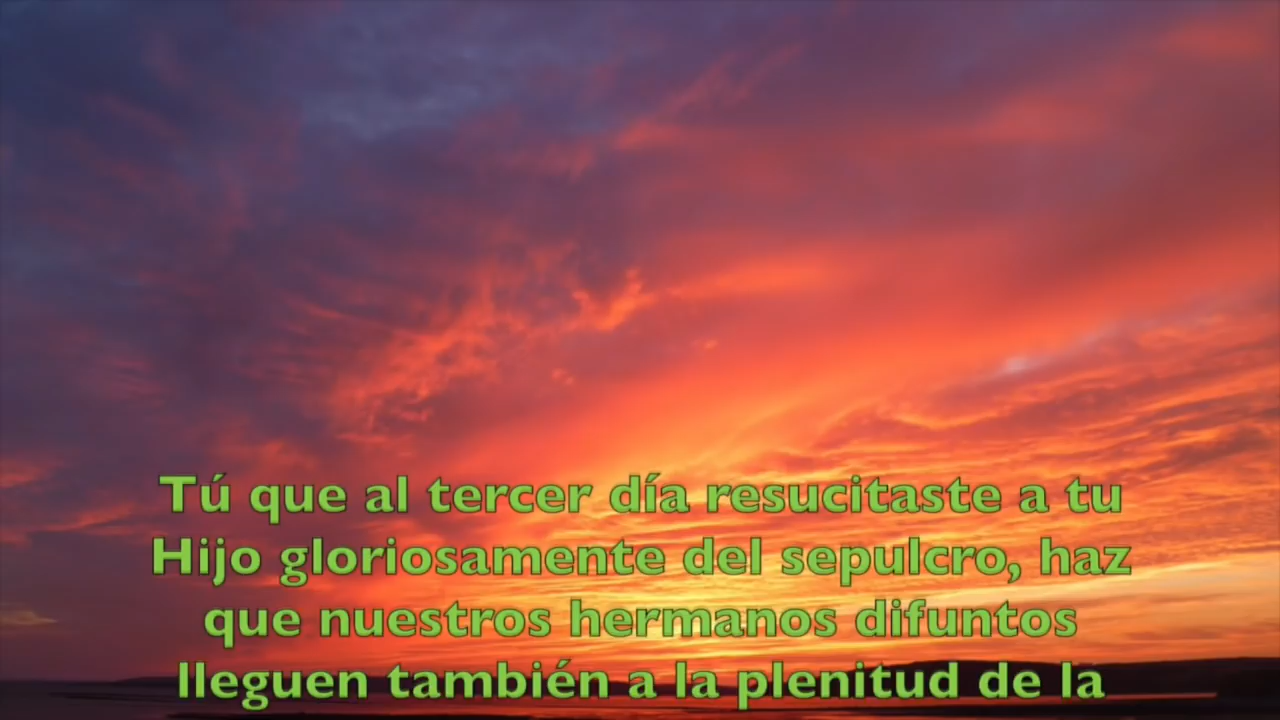 Tú que al tercer día resucitaste a tu
Hijo gloriosamente del sepulcro, haz
que nuestros hermanos difuntos
lleguen también a la plenitud de la